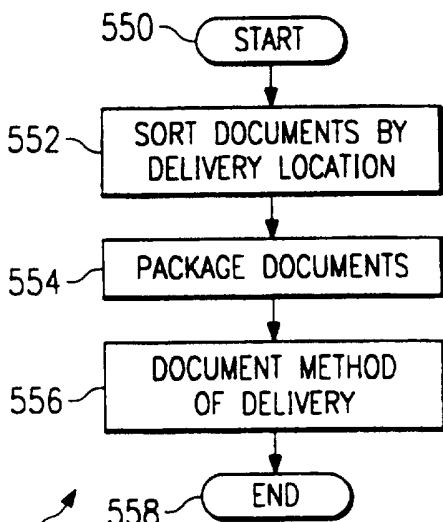 550
START
552
SORT DOCUMENTS BY
DELIVERY LOCATION
554
PACKAGE DOCUMENTS
556
DOCUMENT METHOD
OF DELIVERY
558
END